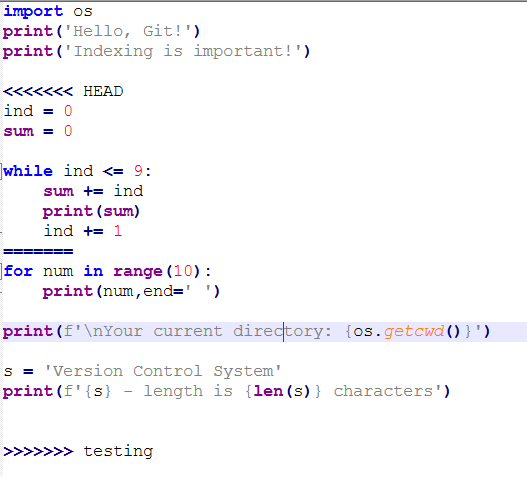 import os
print('Hello, Git!')
print('Indexing is important!')

<<<<<<< HEAD
ind = 0
sum = 0

while ind <= 9:
    sum += ind
    print(sum)
    ind += 1
=======
for num in range(10):
    print(num,end=' ')

print(f'\nYour current directory: {os.getcwd()}')

s = 'Version Control System'
print(f'{s} - length is {len(s)} characters')


>>>>>>> testing